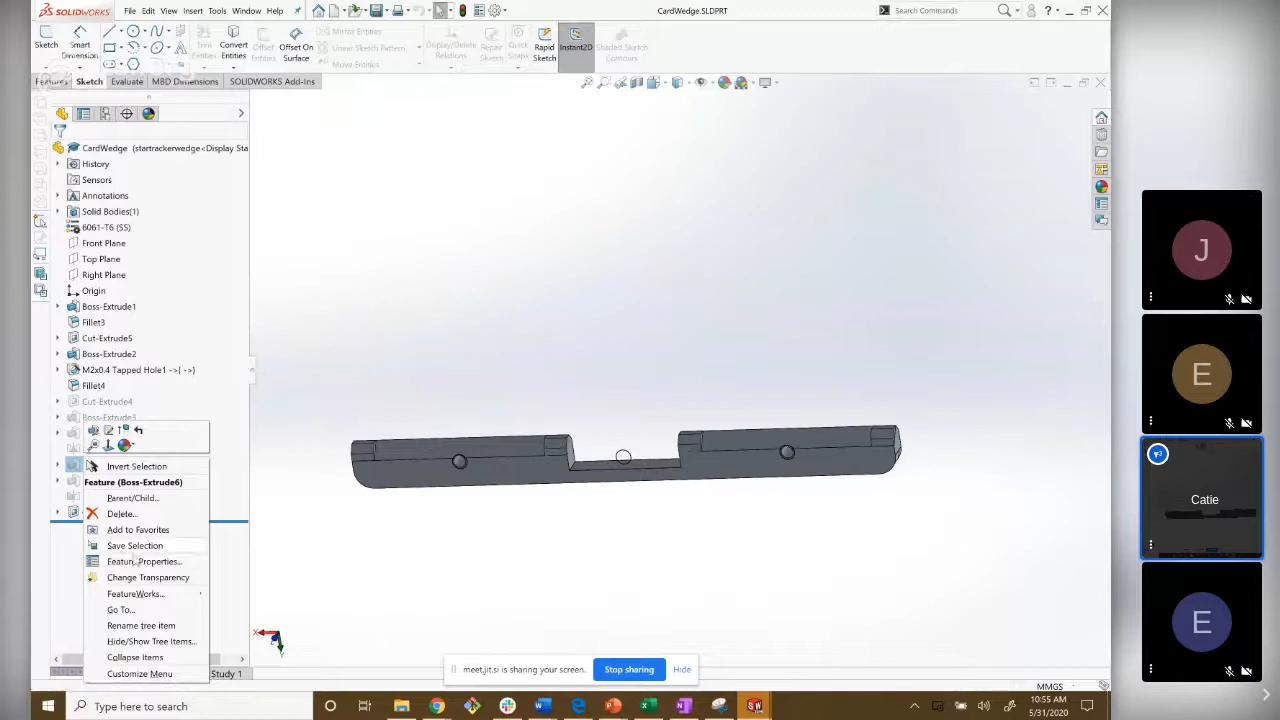 SOLIDWORKS
File Edit View Insert Tools Window
CardWedge.SLDPRT
Search Commands
Sketch
Smart Dimension
Trim Entities
Convert Entities
Offset Entities
Offset On Surface
Mirror Entities
Linear Sketch Pattern
Move Entities
Display/Delete Relations
Repair Sketch
Quick Snaps
Rapid Sketch
Instant2D
Shaded Sketch Contours
Features Sketch Evaluate MBD Dimensions SOLIDWORKS Add-Ins
CardWedge (startrackerwedge<Display Sta
History
Sensors
Annotations
Solid Bodies(1)
6061-T6 (SS)
Front Plane
Top Plane
Right Plane
Origin
Boss-Extrude1
Fillet3
Cut-Extrude5
Boss-Extrude2
M2x0.4 Tapped Hole1 ->{ ->}
Fillet4
Cut-Extrude4
Boss-Extrude3
Invert Selection
Feature (Boss-Extrude6)
Parent/Child...
Delete...
Add to Favorites
Save Selection
Feature Properties...
Change Transparency
FeatureWorks...
Go To...
Rename tree item
Hide/Show Tree Items...
Collapse Items
Customize Menu
Study 1
X
meet.jit.si is sharing your screen.
Stop sharing
Hide
MMGS
Type here to search
10:55 AM
5/31/2020
J
E
Catie
E